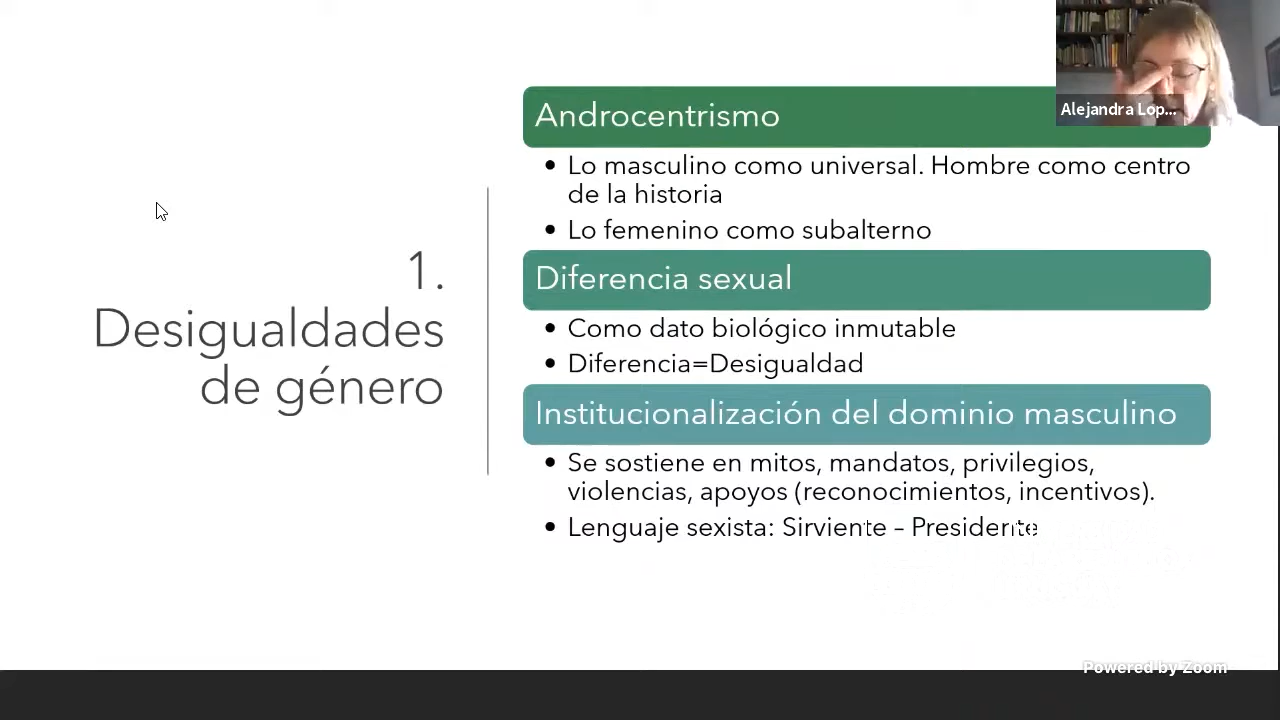 Alejandra Lop...
1.
Desigualdades
de género
Androcentrismo
• Lo masculino como universal. Hombre como centro
de la historia
• Lo femenino como subalterno
Diferencia sexual
• Como dato biológico inmutable
• Diferencia=Desigualdad
Institucionalización del dominio masculino
• Se sostiene en mitos, mandatos, privilegios,
violencias, apoyos (reconocimientos, incentivos).
• Lenguaje sexista: Sirviente – Presidente
Powered by Zoom